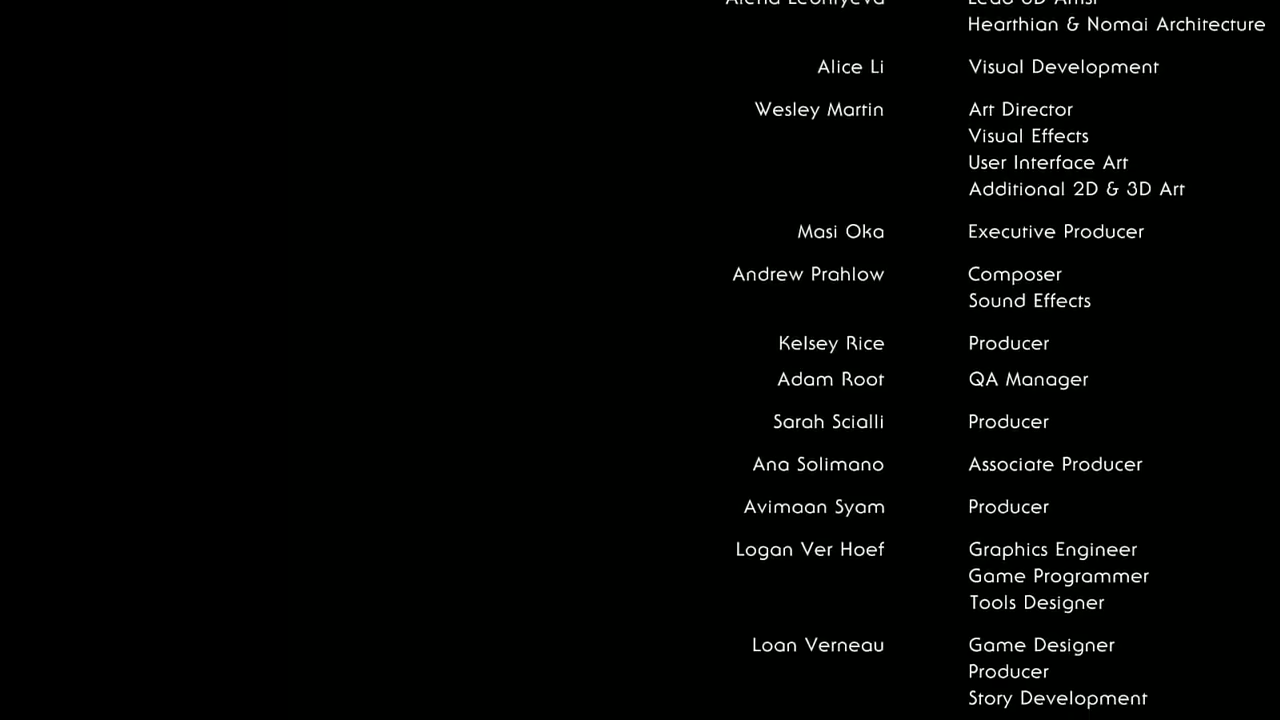 Hearthian & Nomai Architecture
Alice Li Visual Development
Wesley Martin Art Director
Visual Effects
User Interface Art
Additional 2D & 3D Art
Masi Oka Executive Producer
Andrew Prahlow Composer
Sound Effects
Kelsey Rice Producer
Adam Root QA Manager
Sarah Scialli Producer
Ana Solimano Associate Producer
Avimaan Syam Producer
Logan Ver Hoef Graphics Engineer
Game Programmer
Tools Designer
Loan Verneau Game Designer
Producer
Story Development